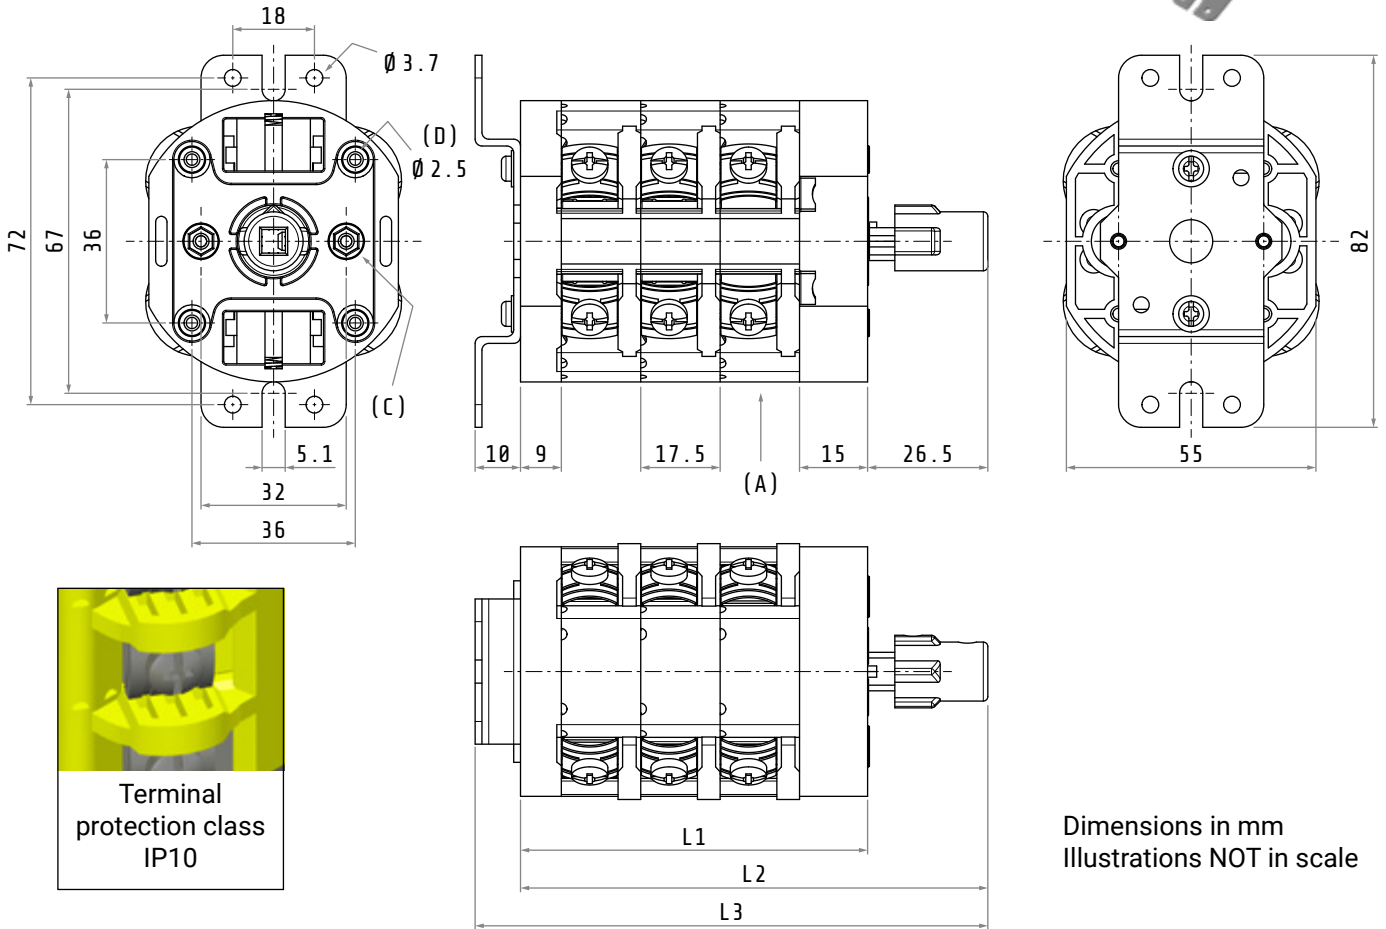 18
Ø3.7
(D)
Ø2.5
72
67
36
(C)
5.1
32
36
10
9
17.5
15
26.5
(A)
82
55
L1
L2
L3
Terminal
protection class
IP10
Dimensions in mm
Illustrations NOT in scale